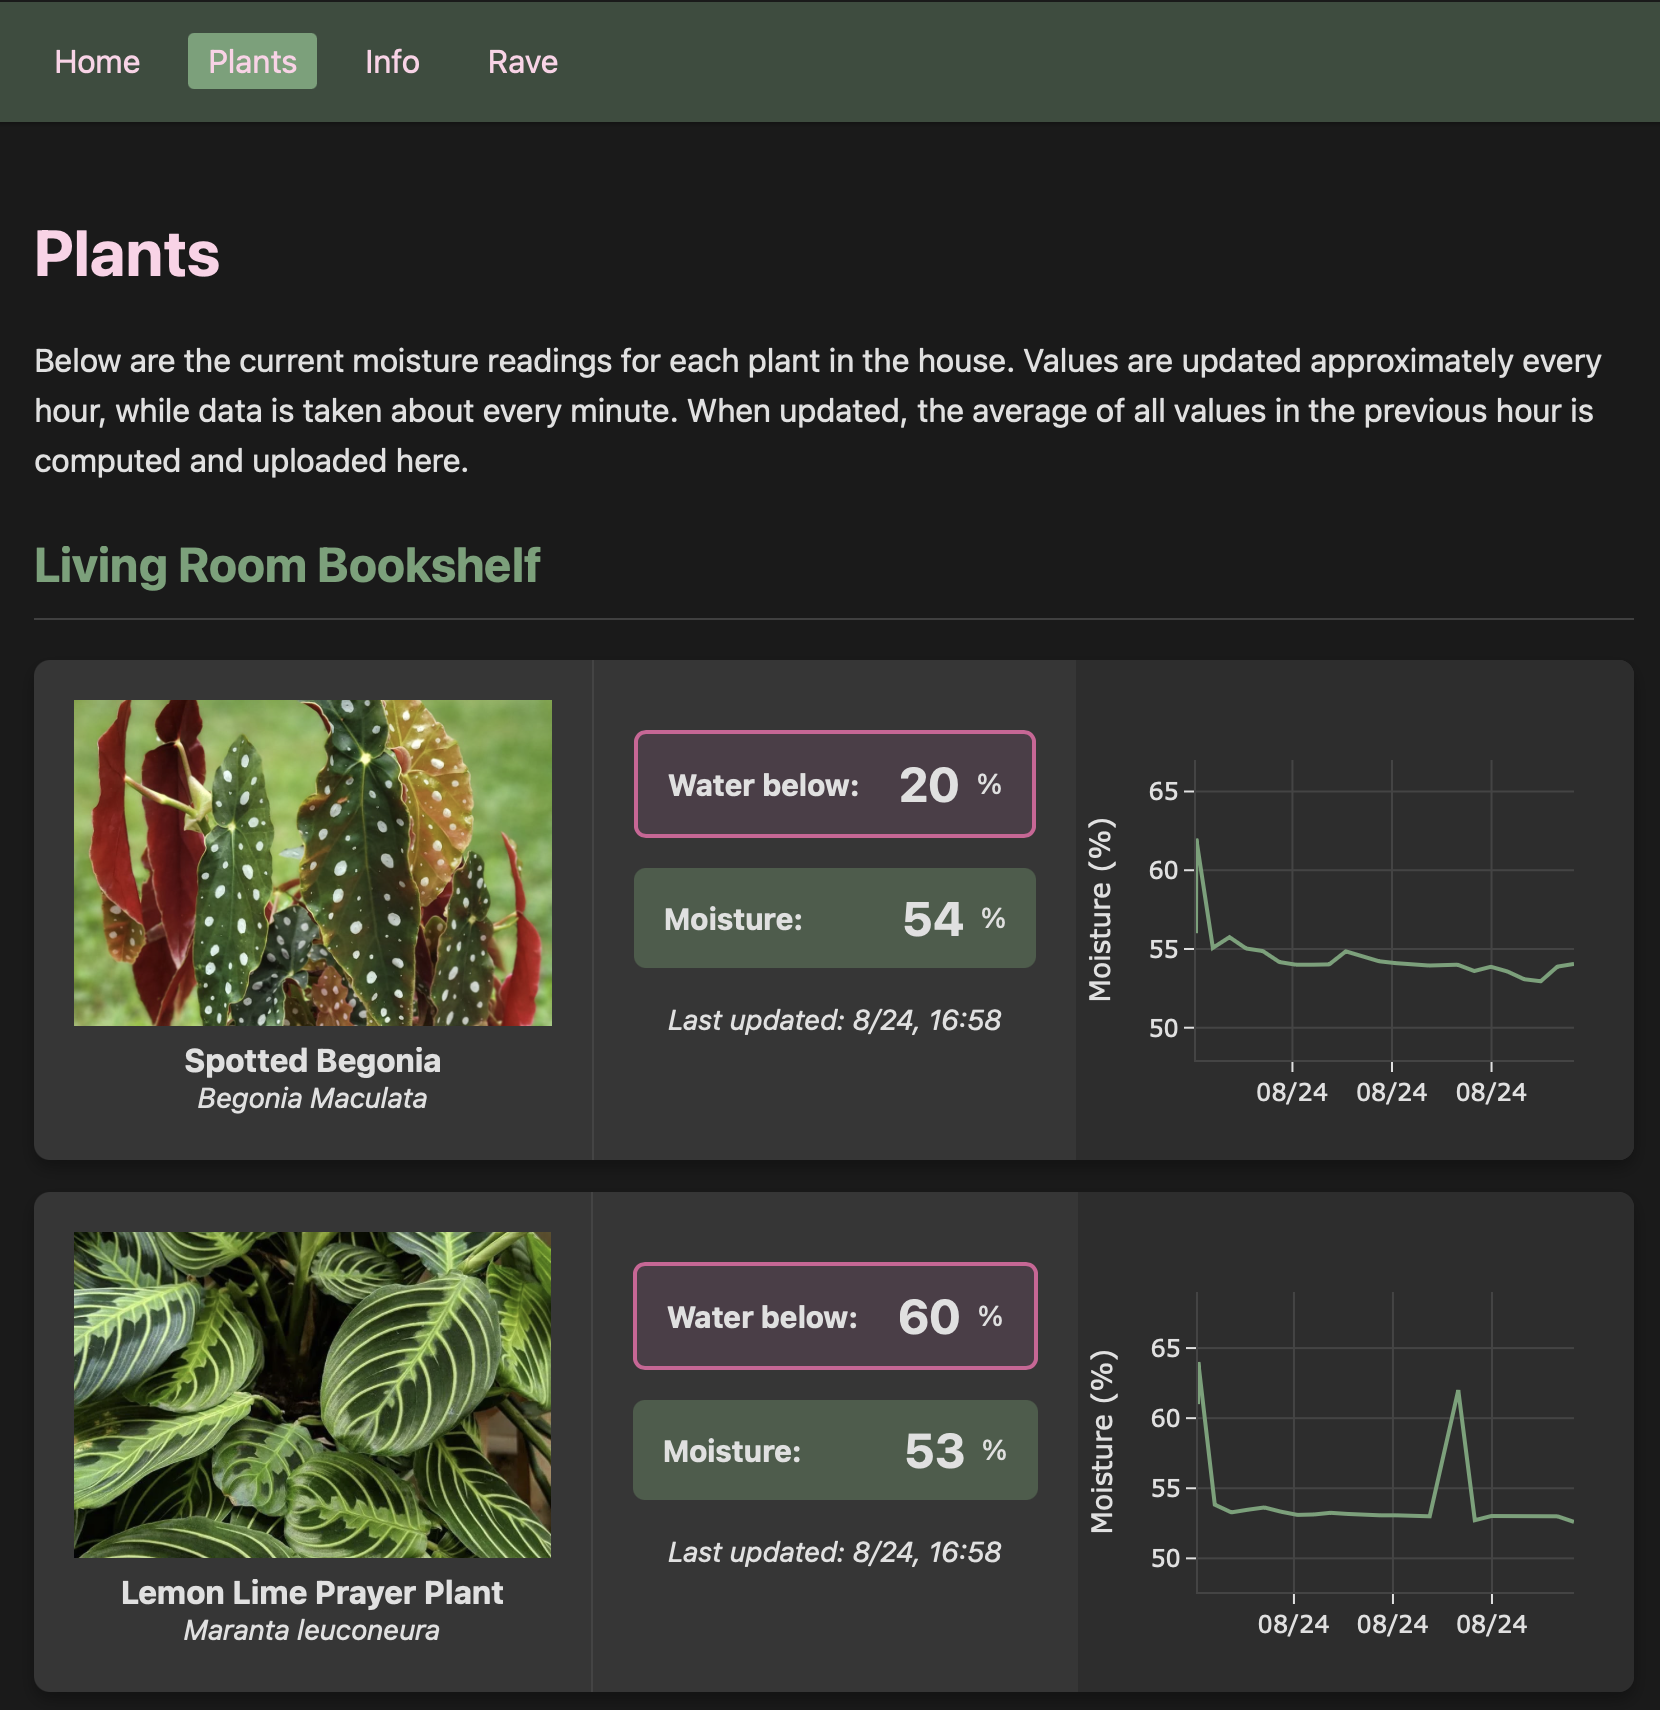 Home Plants Info Rave
Plants
Below are the current moisture readings for each plant in the house. Values are updated approximately every
hour, while data is taken about every minute. When updated, the average of all values in the previous hour is
computed and uploaded here.
Living Room Bookshelf
Spotted Begonia
Begonia Maculata
Water below: 20 %
Moisture: 54 %
Last updated: 8/24, 16:58
Moisture (%)
65
60
55
50
08/24 08/24 08/24
Lemon Lime Prayer Plant
Maranta leuconeura
Water below: 60 %
Moisture: 53 %
Last updated: 8/24, 16:58
Moisture (%)
65
60
55
50
08/24 08/24 08/24